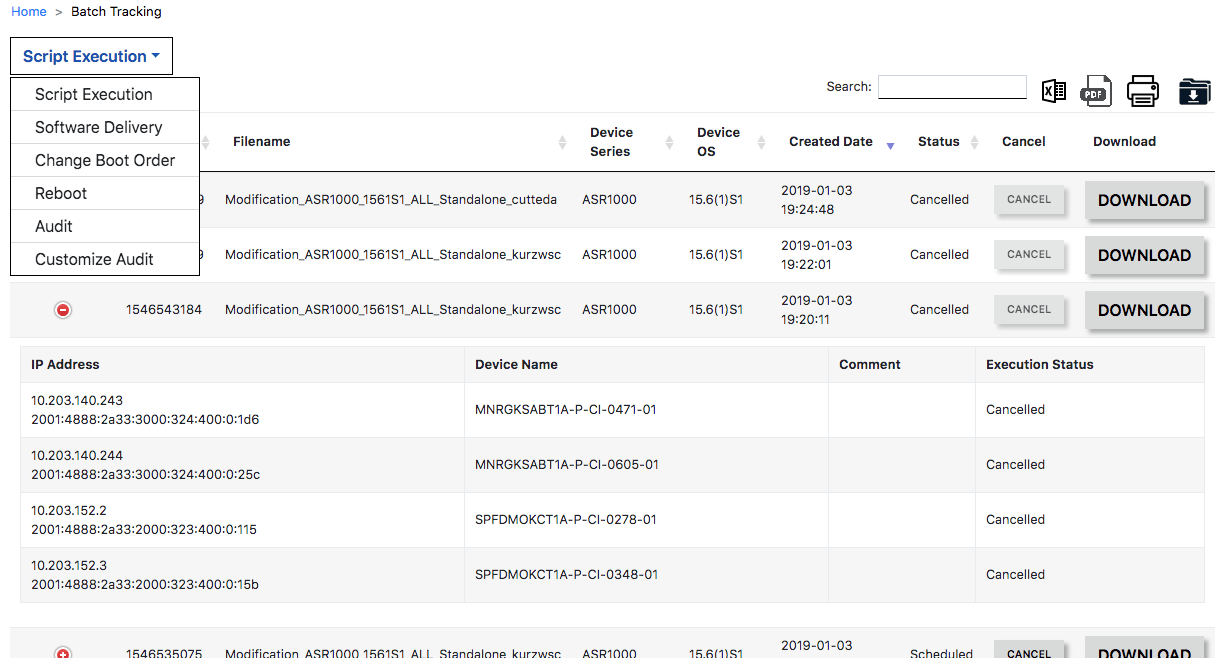 Home > Batch Tracking
Script Execution
Script Execution
Software Delivery
Change Boot Order
Reboot
Audit
Customize Audit
Search:
PDF
Filename
Device Series
Device OS
Created Date
Status
Cancel
Download
9 Modification_ASR1000_1561S1_ALL_Standalone_cutteda ASR1000 15.6(1)S1 2019-01-03 19:24:48 Cancelled CANCEL DOWNLOAD
9 Modification_ASR1000_1561S1_ALL_Standalone_kurzwsc ASR1000 15.6(1)S1 2019-01-03 19:22:01 Cancelled CANCEL DOWNLOAD
1546543184 Modification_ASR1000_1561S1_ALL_Standalone_kurzwsc ASR1000 15.6(1)S1 2019-01-03 19:20:11 Cancelled CANCEL DOWNLOAD
IP Address Device Name Comment Execution Status
10.203.140.243
2001:4888:2a33:3000:324:400:0:1d6
MNRGKSABT1A-P-CI-0471-01 Cancelled
10.203.140.244
2001:4888:2a33:3000:324:400:0:25c
MNRGKSABT1A-P-CI-0605-01 Cancelled
10.203.152.2
2001:4888:2a33:2000:323:400:0:115
SPFDMOKCT1A-P-CI-0278-01 Cancelled
10.203.152.3
2001:4888:2a33:2000:323:400:0:15b
SPFDMOKCT1A-P-CI-0348-01 Cancelled
1546535075 Modification_ASR1000_1561S1_ALL_Standalone_kurzwsc ASR1000 15.6(1)S1 2019-01-03 Scheduled CANCEL DOWNLOAD